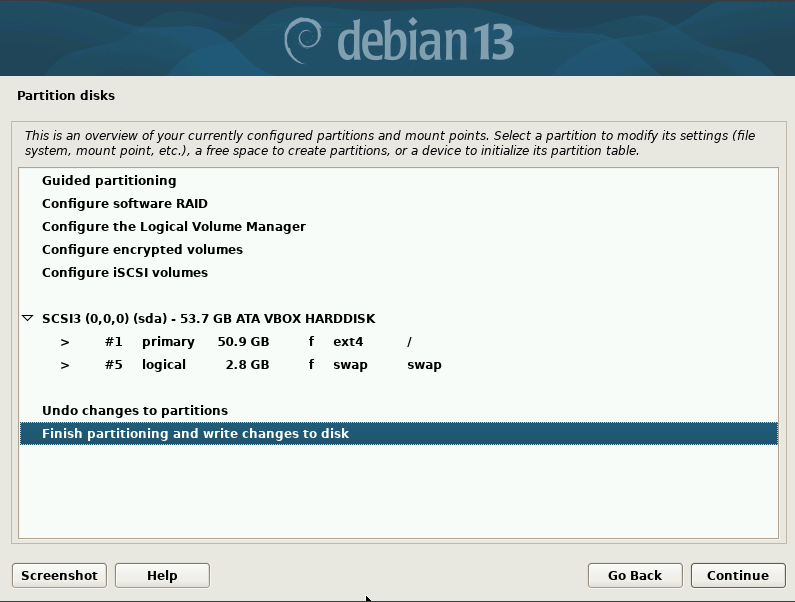 debian 13
Partition disks
This is an overview of your currently configured partitions and mount points. Select a partition to modify its settings (file
system, mount point, etc.), a free space to create partitions, or a device to initialize its partition table.
Guided partitioning
Configure software RAID
Configure the Logical Volume Manager
Configure encrypted volumes
Configure iSCSI volumes
SCSI3 (0,0,0) (sda) - 53.7 GB ATA VBOX HARDDISK
> #1 primary 50.9 GB f ext4 /
> #5 logical 2.8 GB f swap swap
Undo changes to partitions
Finish partitioning and write changes to disk
Screenshot Help Go Back Continue